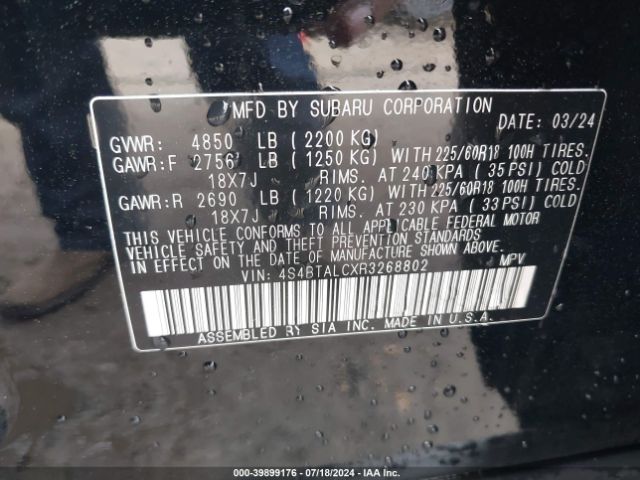 MFD BY SUBARU CORPORATION
DATE: 03/24
GVWR: 4850 LB ( 2200 KG)
GAWR:F 2756 LB ( 1250 KG) WITH 225/60R18 100H TIRES.
18X7J RIMS. AT 240 KPA ( 35 PSI) COLD
GAWR:R 2690 LB ( 1220 KG) WITH 225/60R18 100H TIRES.
18X7J RIMS. AT 230 KPA ( 33 PSI) COLD
THIS VEHICLE CONFORMS TO ALL APPLICABLE FEDERAL MOTOR
VEHICLE SAFETY AND THEFT PREVENTION STANDARDS
IN EFFECT ON THE DATE OF MANUFACTURE SHOWN ABOVE.
VIN: 4S4BTALCXR3268802 MPV
ASSEMBLED BY SIA INC. MADE IN U.S.A.
000-39899176 / 07/18/2024 / IAA Inc.